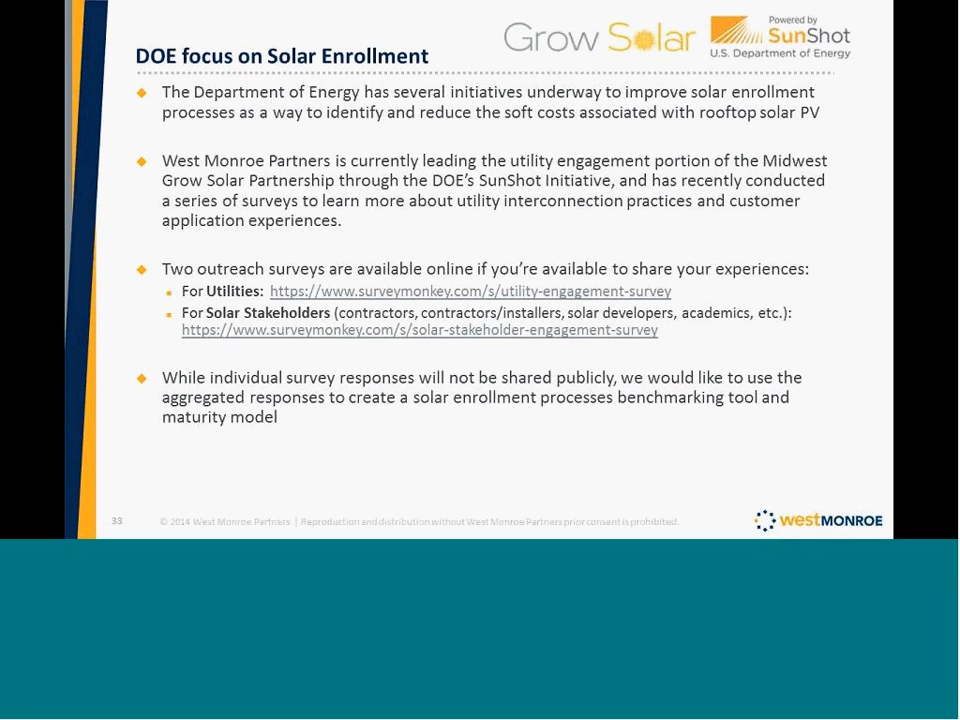 Grow Solar
Powered by
SunShot
U.S. Department of Energy
DOE focus on Solar Enrollment
The Department of Energy has several initiatives underway to improve solar enrollment
processes as a way to identify and reduce the soft costs associated with rooftop solar PV
West Monroe Partners is currently leading the utility engagement portion of the Midwest
Grow Solar Partnership through the DOE’s SunShot Initiative, and has recently conducted
a series of surveys to learn more about utility interconnection practices and customer
application experiences.
Two outreach surveys are available online if you’re available to share your experiences:
For Utilities: https://www.surveymonkey.com/s/utility-engagement-survey
For Solar Stakeholders (contractors, contractors/installers, solar developers, academics, etc.):
https://www.surveymonkey.com/s/solar-stakeholder-engagement-survey
While individual survey responses will not be shared publicly, we would like to use the
aggregated responses to create a solar enrollment processes benchmarking tool and
maturity model
33 © 2014 West Monroe Partners | Reproduction and distribution without West Monroe Partners prior consent is prohibited.
westMONROE